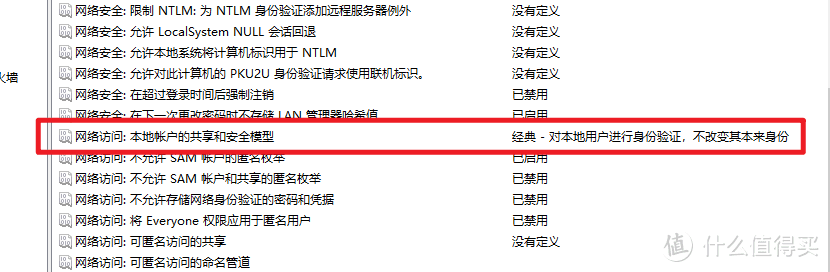 网络安全: 限制 NTLM: 为 NTLM 身份验证添加远程服务器例外 没有定义
网络安全: 允许 LocalSystem NULL 会话回退 没有定义
网络安全: 允许本地系统将计算机标识用于 NTLM 没有定义
网络安全: 允许对此计算机的 PKU2U 身份验证请求使用联机标识。 没有定义
火墙
网络安全: 在超过登录时间后强制注销 已禁用
网络安全: 在下一次更改密码时不存储 LAN 管理器哈希值 已启用
网络访问: 本地帐户的共享和安全模型 经典 - 对本地用户进行身份验证，不改变其本来身份
网络访问: 不允许 SAM 帐户的匿名枚举 已启用
网络访问: 不允许 SAM 帐户和共享的匿名枚举 已禁用
网络访问: 不允许存储网络身份验证的密码和凭据 已禁用
网络访问: 将 Everyone 权限应用于匿名用户 已禁用
网络访问: 可匿名访问的共享 没有定义
网络访问: 可匿名访问的命名管道
值 什么值得买